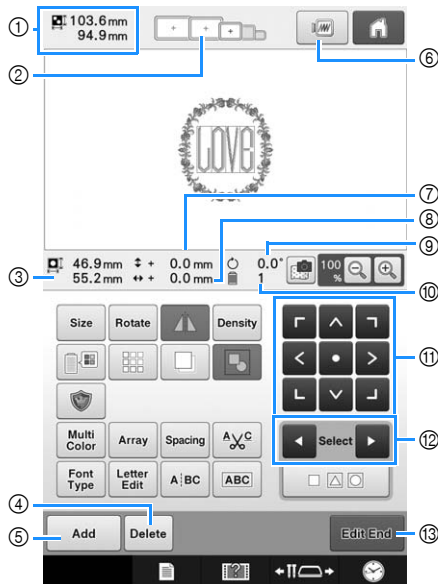 ① 103.6mm
94.9mm
②
⑥
LOVE
⑦
⑧
③ 46.9mm + 0.0mm 0.0° 100 %
55.2mm + 0.0mm 1
⑨
⑩
Size Rotate Density
⑪
Multi Color Array Spacing A C
Select
⑫
Font Type Letter Edit A BC ABC
④
⑤ Add Delete Edit End ⑬
?